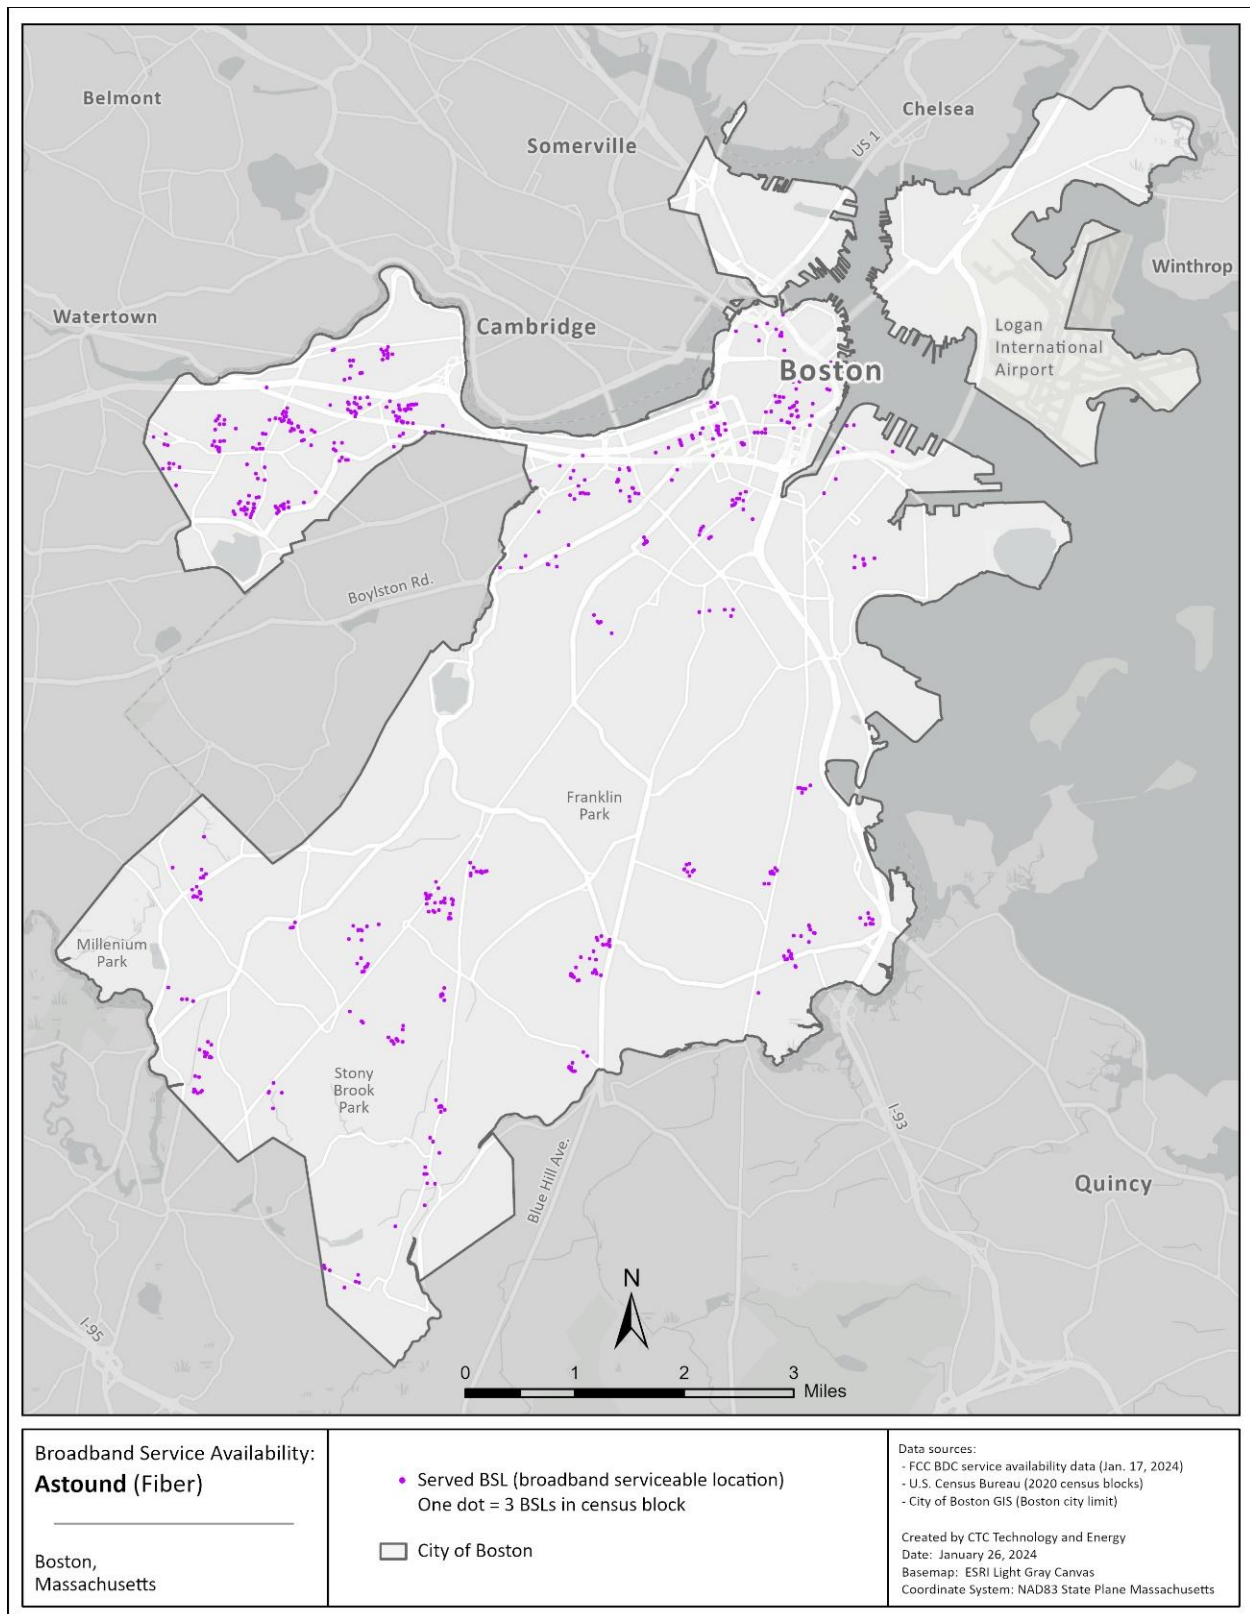 Belmont
Somerville
Chelsea
US 1
Winthrop
Watertown
Cambridge
Logan
International
Airport
Boston
Boylston Rd.
Franklin
Park
Millenium
Park
Stony
Brook
Park
I-93
Blue Hill Ave.
Quincy
I-95
N
0 1 2 3
Miles
Broadband Service Availability:
Astound (Fiber)
Boston,
Massachusetts
Served BSL (broadband serviceable location)
One dot = 3 BSLs in census block
City of Boston
Data sources:
- FCC BDC service availability data (Jan. 17, 2024)
- U.S. Census Bureau (2020 census blocks)
- City of Boston GIS (Boston city limit)
Created by CTC Technology and Energy
Date: January 26, 2024
Basemap: ESRI Light Gray Canvas
Coordinate System: NAD83 State Plane Massachusetts